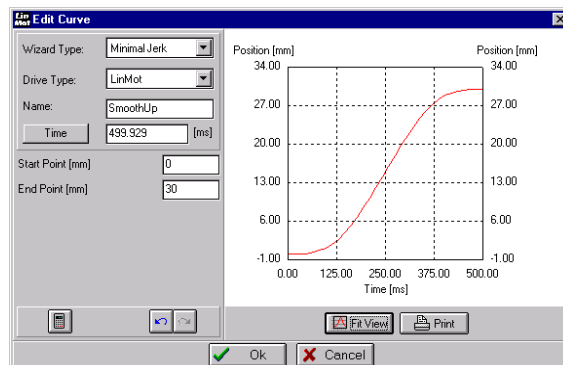 Lin Mot Edit Curve
Wizard Type: Minimal Jerk
Drive Type: LinMot
Name: SmoothUp
Time 499.929 [ms]
Start Point [mm] 0
End Point [mm] 30
Position [mm] Position [mm]
34.00 34.00
27.00 27.00
20.00 20.00
13.00 13.00
6.00 6.00
-1.00 -1.00
0.00 125.00 250.00 375.00 500.00
Time [ms]
Fit View Print
Ok Cancel